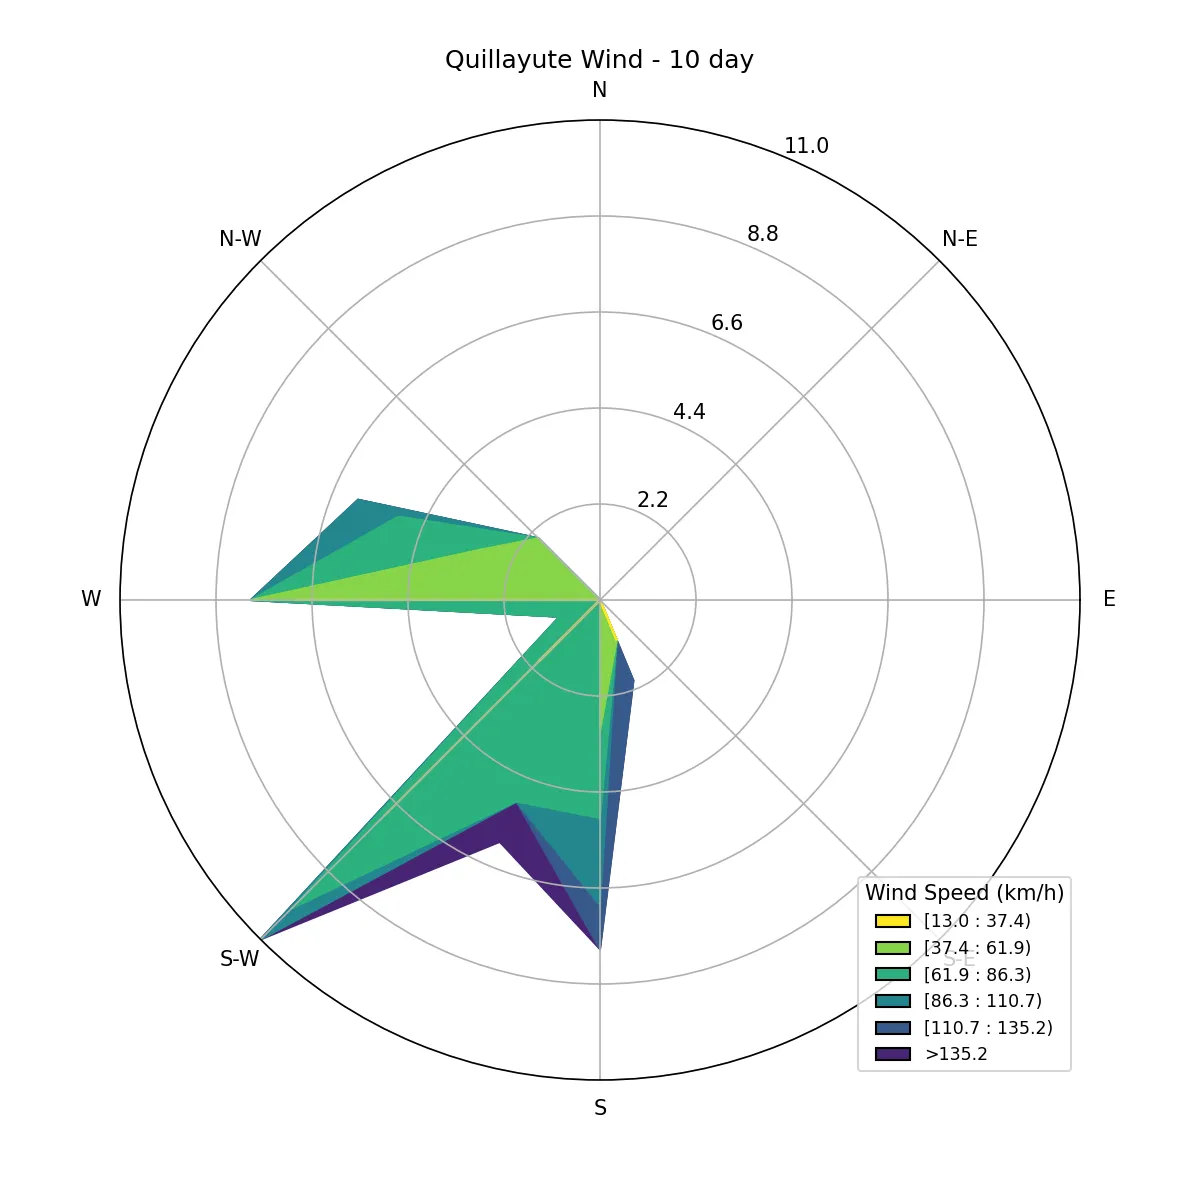 Quillayute Wind - 10 day
N
11.0
N-W
N-E
8.8
6.6
4.4
2.2
W
E
Wind Speed (km/h)
[13.0 : 37.4)
[37.4 : 61.9)
S-W
S-E
[61.9 : 86.3)
[86.3 : 110.7)
[110.7 : 135.2)
>135.2
S